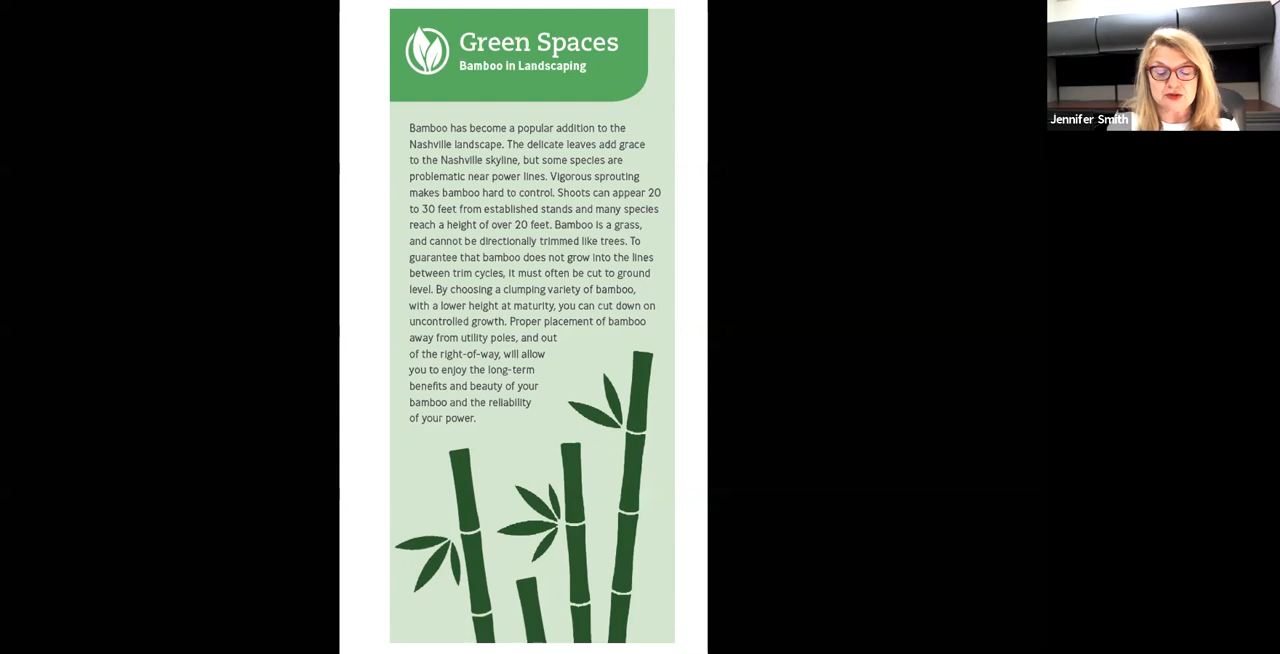 Green Spaces
Bamboo in Landscaping
Bamboo has become a popular addition to the
Nashville landscape. The delicate leaves add grace
to the Nashville skyline, but some species are
problematic near power lines. Vigorous sprouting
makes bamboo hard to control. Shoots can appear 20
to 30 feet from established stands and many species
reach a height of over 20 feet. Bamboo is a grass,
and cannot be directionally trimmed like trees. To
guarantee that bamboo does not grow into the lines
between trim cycles, it must often be cut to ground
level. By choosing a clumping variety of bamboo,
with a lower height at maturity, you can cut down on
uncontrolled growth. Proper placement of bamboo
away from utility poles, and out
of the right-of-way, will allow
you to enjoy the long-term
benefits and beauty of your
bamboo and the reliability
of your power.
Jennifer Smith